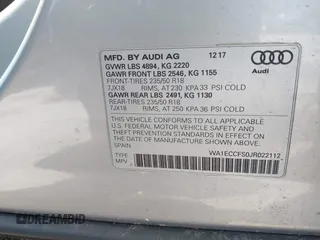 MFD. BY AUDI AG 12 17
GVWR LBS 4894, KG 2220
GAWR FRONT LBS 2546, KG 1155
FRONT-TIRES 235/50 R18
7JX18 RIMS, AT 230 KPA 33 PSI COLD
GAWR REAR LBS 2491, KG 1130
REAR-TIRES 235/50 R18
7JX18 RIMS, AT 250 KPA 36 PSI COLD
Audi
THIS VEHICLE CONFORMS TO ALL APPLICABLE
U.S. FEDERAL MOTOR VEHICLE SAFETY, BUMPER, AND
THEFT PREVENTION STANDARDS IN EFFECT ON THE
DATE OF MANUFACTURE SHOWN ABOVE.
TYPE:
MPV
WA1ECCFS0JR022112
DREAMBID